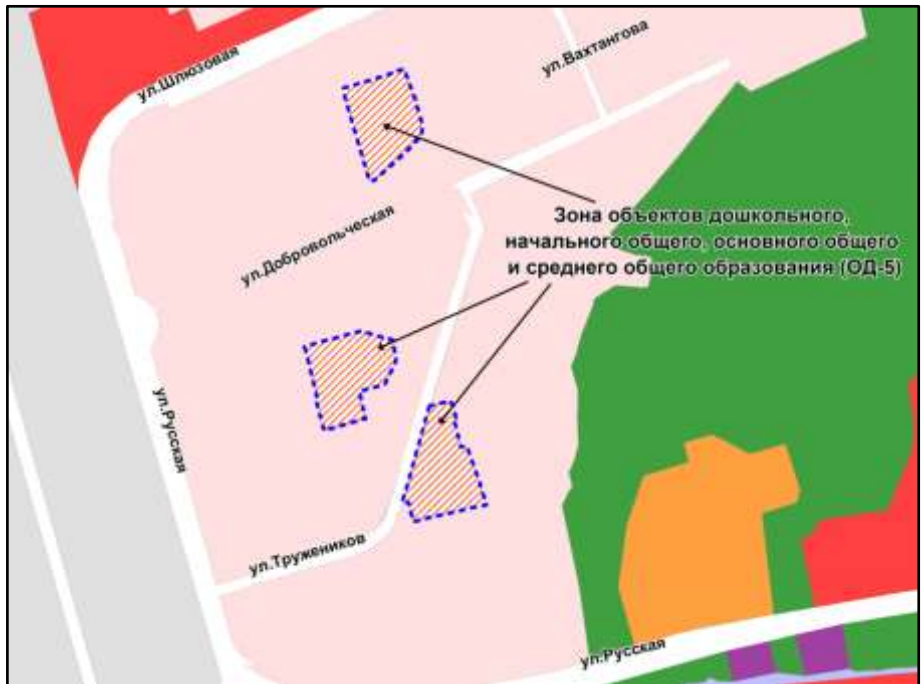 ул.Шлюзовая
ул.Вахтангова
Зона объектов дошкольного,
начального общего, основного общего
и среднего общего образования (ОД-5)
ул.Добровольческая
ул.Русская
ул.Тружеников
ул.Русская